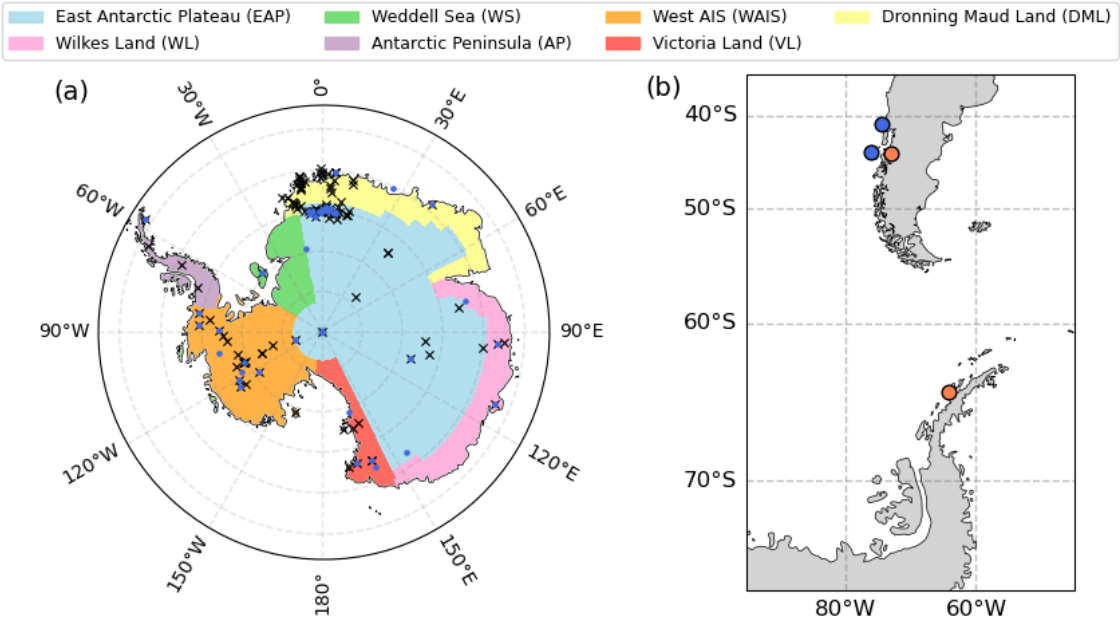 East Antarctic Plateau (EAP) Weddell Sea (WS) West AIS (WAIS) Dronning Maud Land (DML)
Wilkes Land (WL) Antarctic Peninsula (AP) Victoria Land (VL)
(a) (b)
0°
30°W 30°E
60°W 60°E
90°W 90°E
120°W 120°E
150°W 150°E
180°
40°S
50°S
60°S
70°S
80°W 60°W